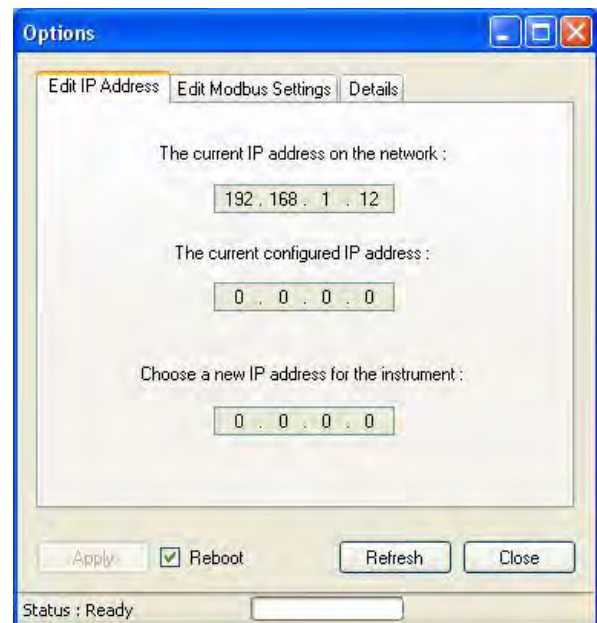 Options
Edit IP Address Edit Modbus Settings Details
The current IP address on the network :
192 . 168 . 1 . 12
The current configured IP address :
0 . 0 . 0 . 0
Choose a new IP address for the instrument :
0 . 0 . 0 . 0
Apply Reboot Refresh Close
Status : Ready